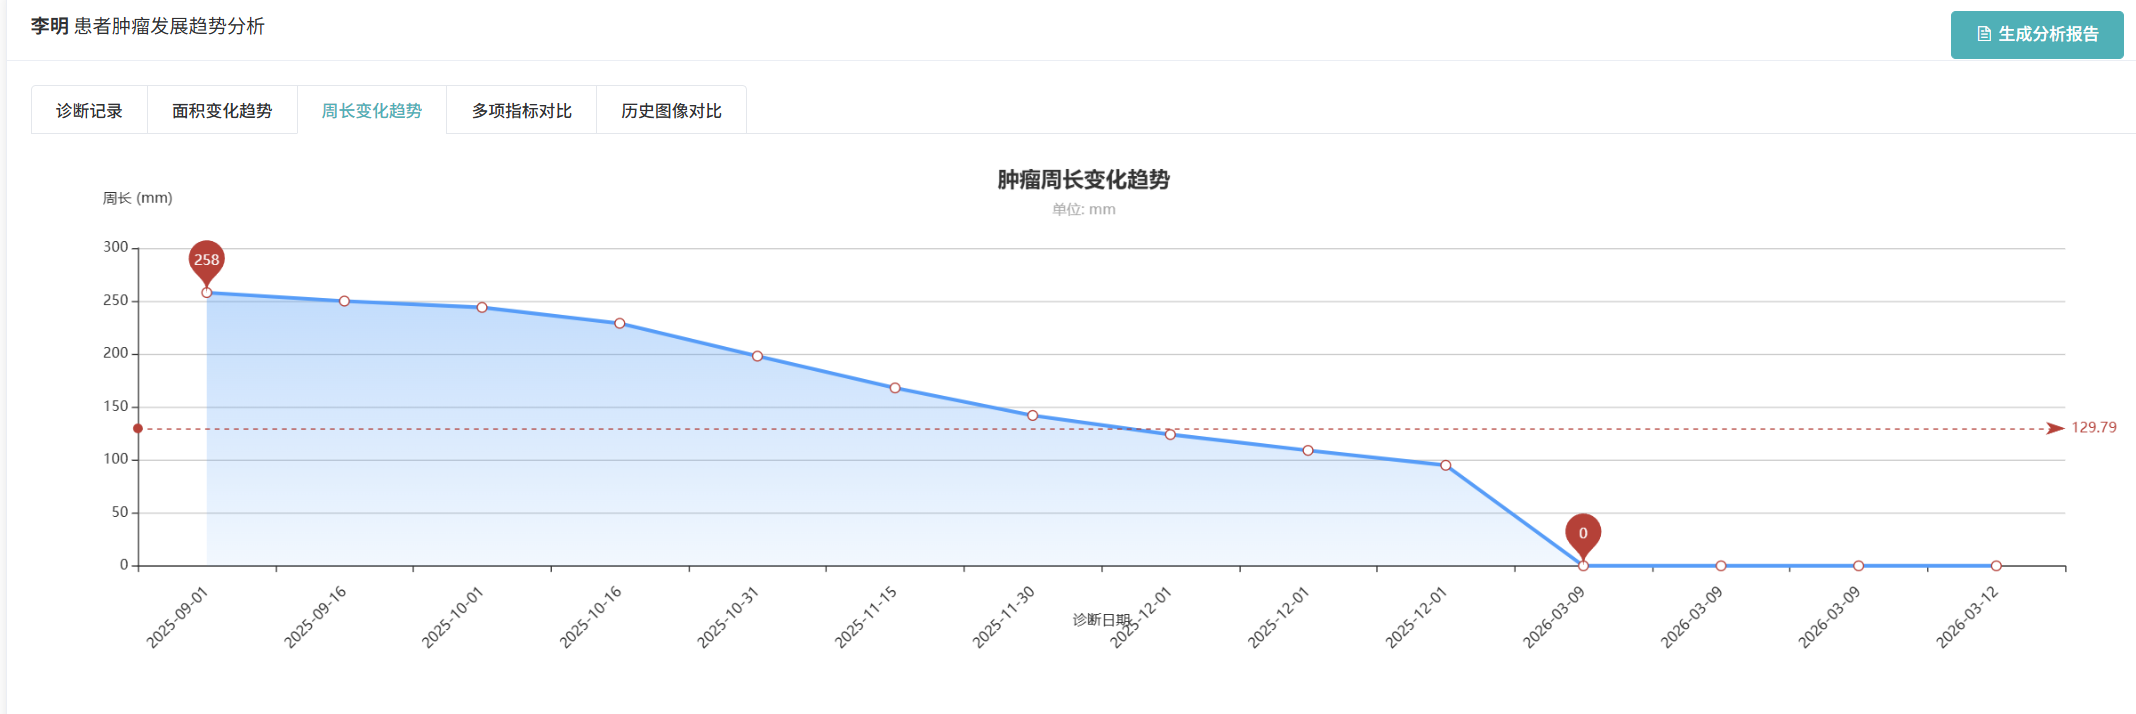 李明 患者肿瘤发展趋势分析
生成分析报告
诊断记录
面积变化趋势
周长变化趋势
多项指标对比
历史图像对比
肿瘤周长变化趋势
单位: mm
周长 (mm)
300
250
200
150
100
50
0
258
0
129.79
2025-09-01
2025-09-16
2025-10-01
2025-10-16
2025-10-31
2025-11-15
2025-11-30
2025-12-01
2025-12-01
2025-12-01
2026-03-09
2026-03-09
2026-03-09
2026-03-12
诊断日期